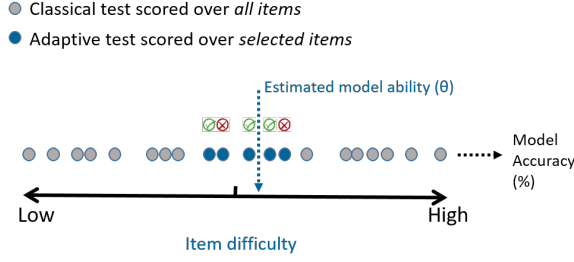 Classical test scored over all items
Adaptive test scored over selected items
Estimated model ability (θ)
Model
Accuracy
(%)
Low
High
Item difficulty